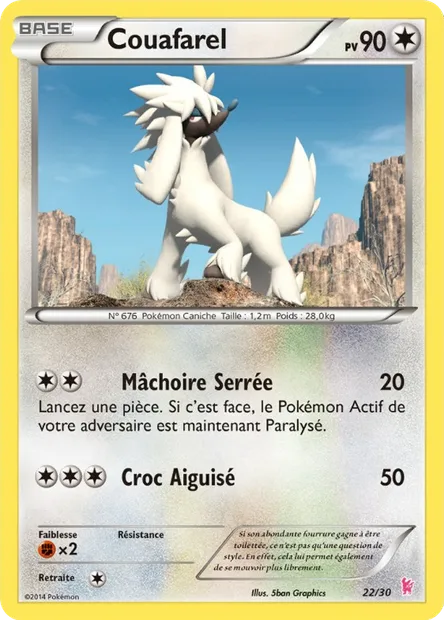 BASE
Couafarel
PV 90
N° 676 Pokémon Caniche Taille : 1,2 m Poids : 28,0 kg
Mâchoire Serrée 20
Lancez une pièce. Si c'est face, le Pokémon Actif de
votre adversaire est maintenant Paralysé.
Croc Aiguisé 50
Faiblesse
Résistance
×2
Retraite
Si son abondante fourrure gagne à être
toilettée, ce n'est pas qu'une question de
style. En effet, cela lui permet également
de se mouvoir plus librement.
©2014 Pokémon
Illus. 5ban Graphics
22/30